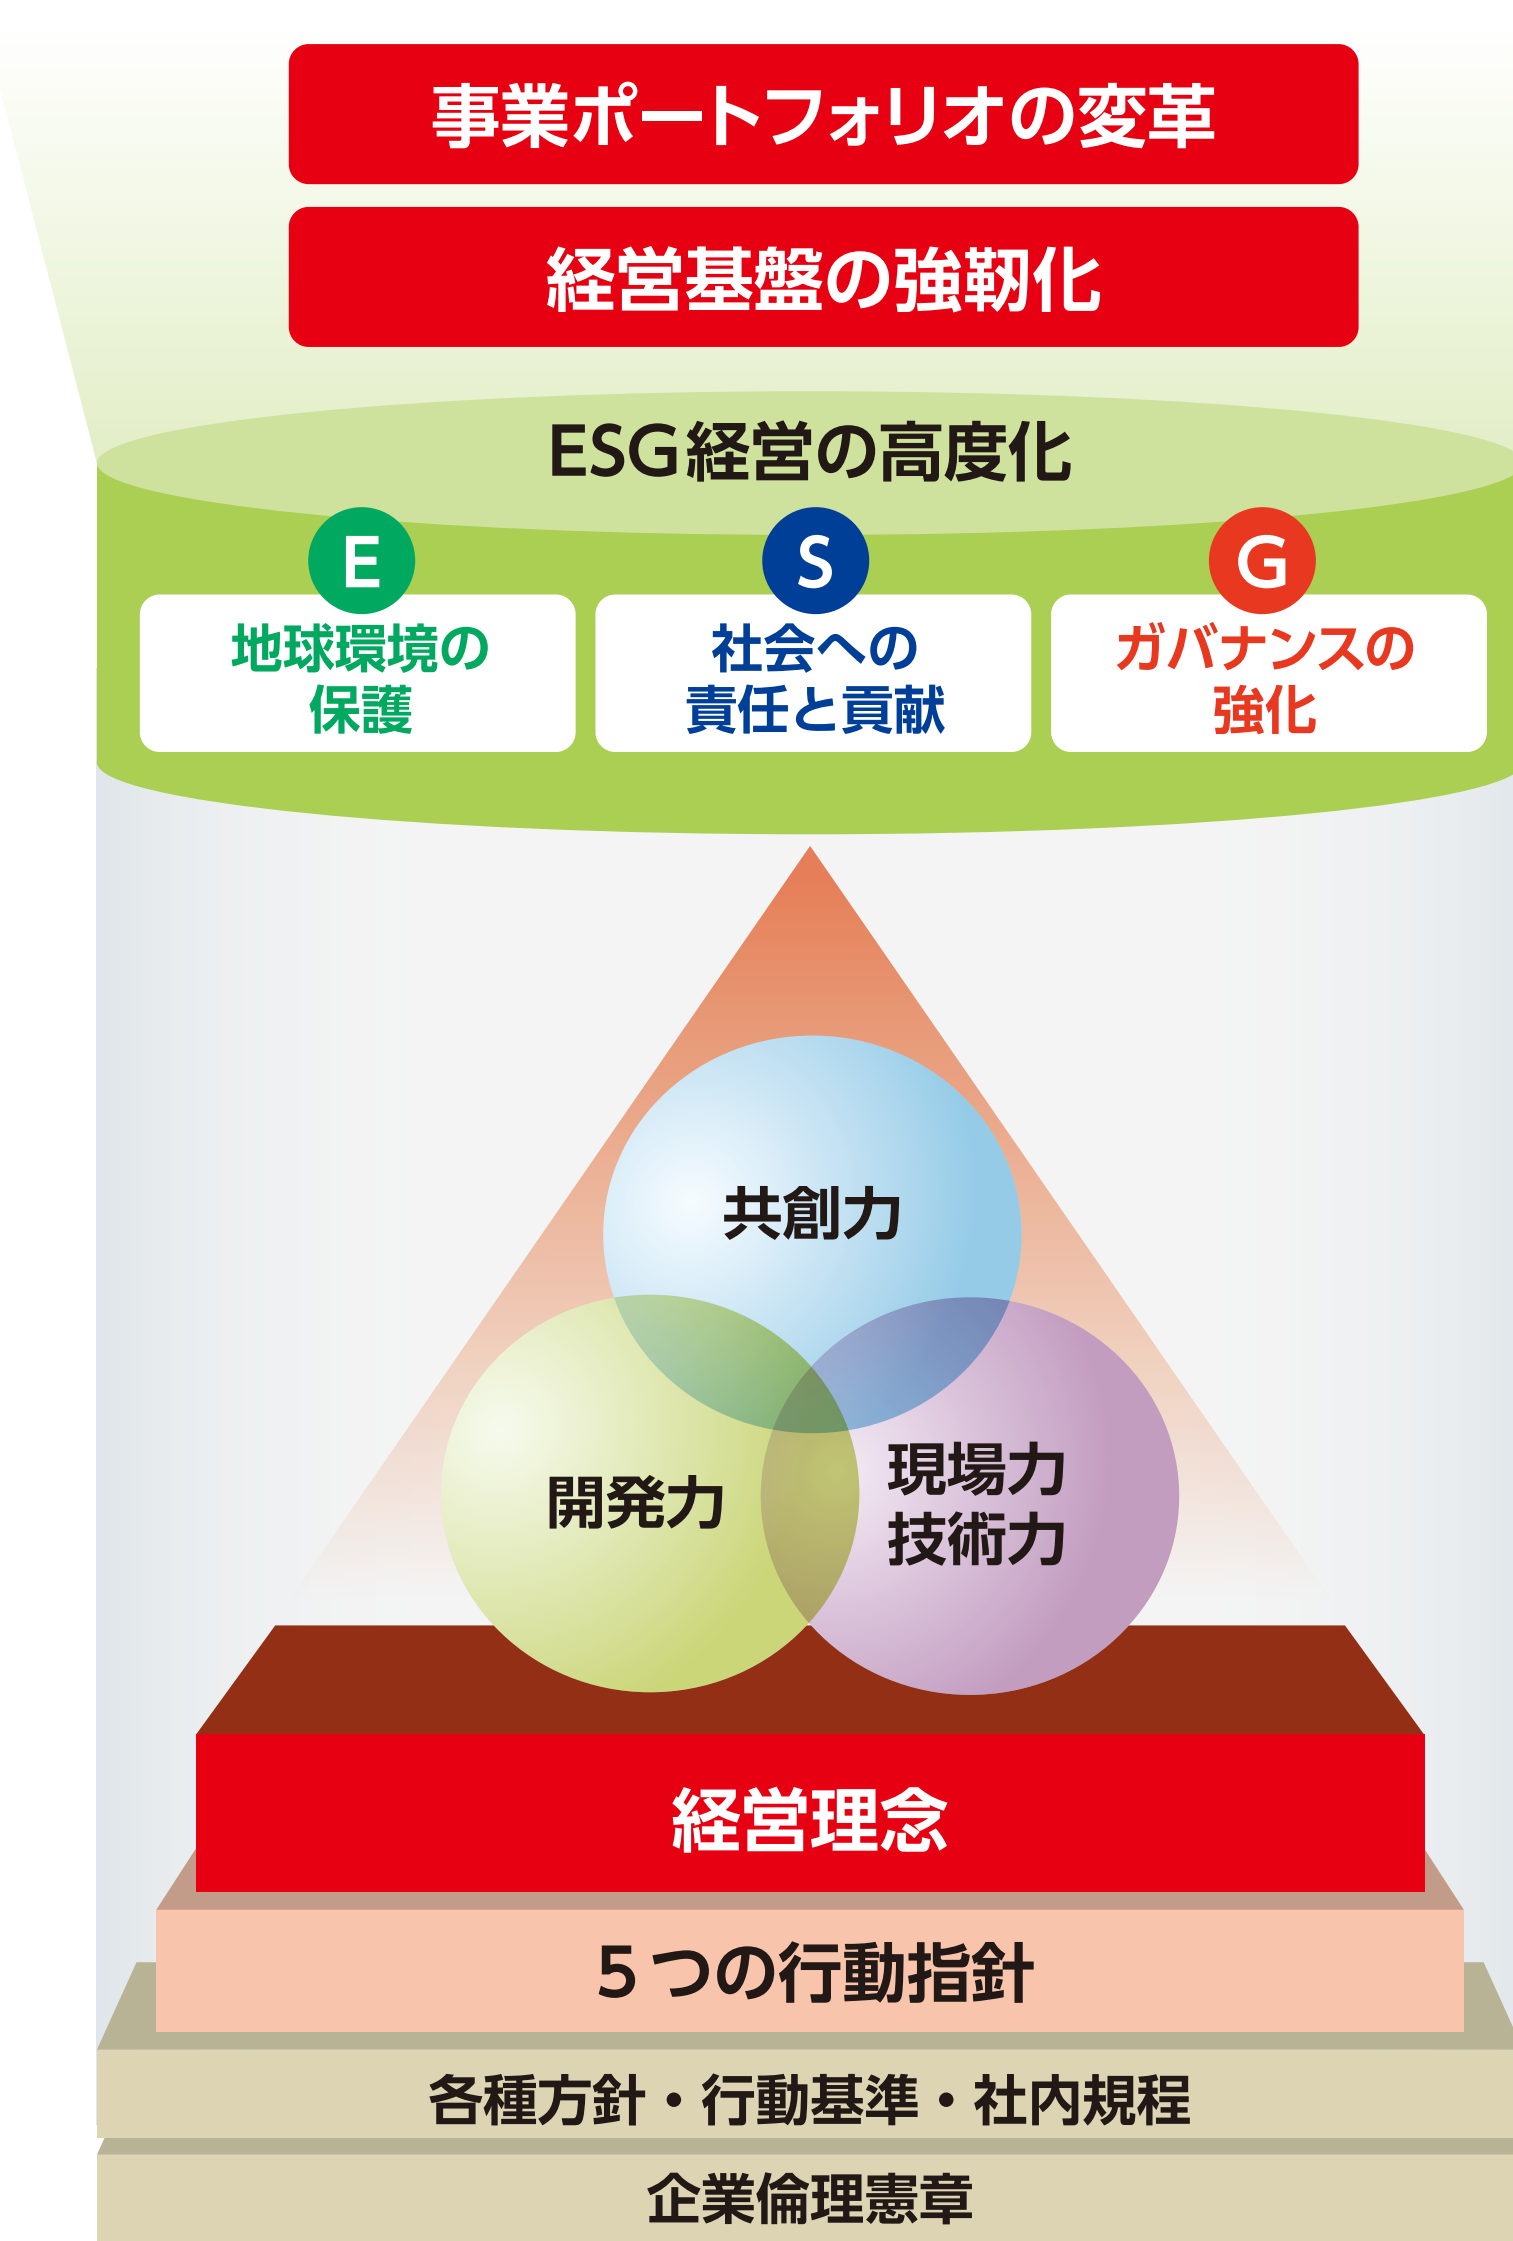 事業ポートフォリオの変革
経営基盤の強靭化
ESG経営の高度化
E
地球環境の
保護
S
社会への
責任と貢献
G
ガバナンスの
強化
共創力
開発力
現場力
技術力
経営理念
5つの行動指針
各種方針・行動基準・社内規程
企業倫理憲章